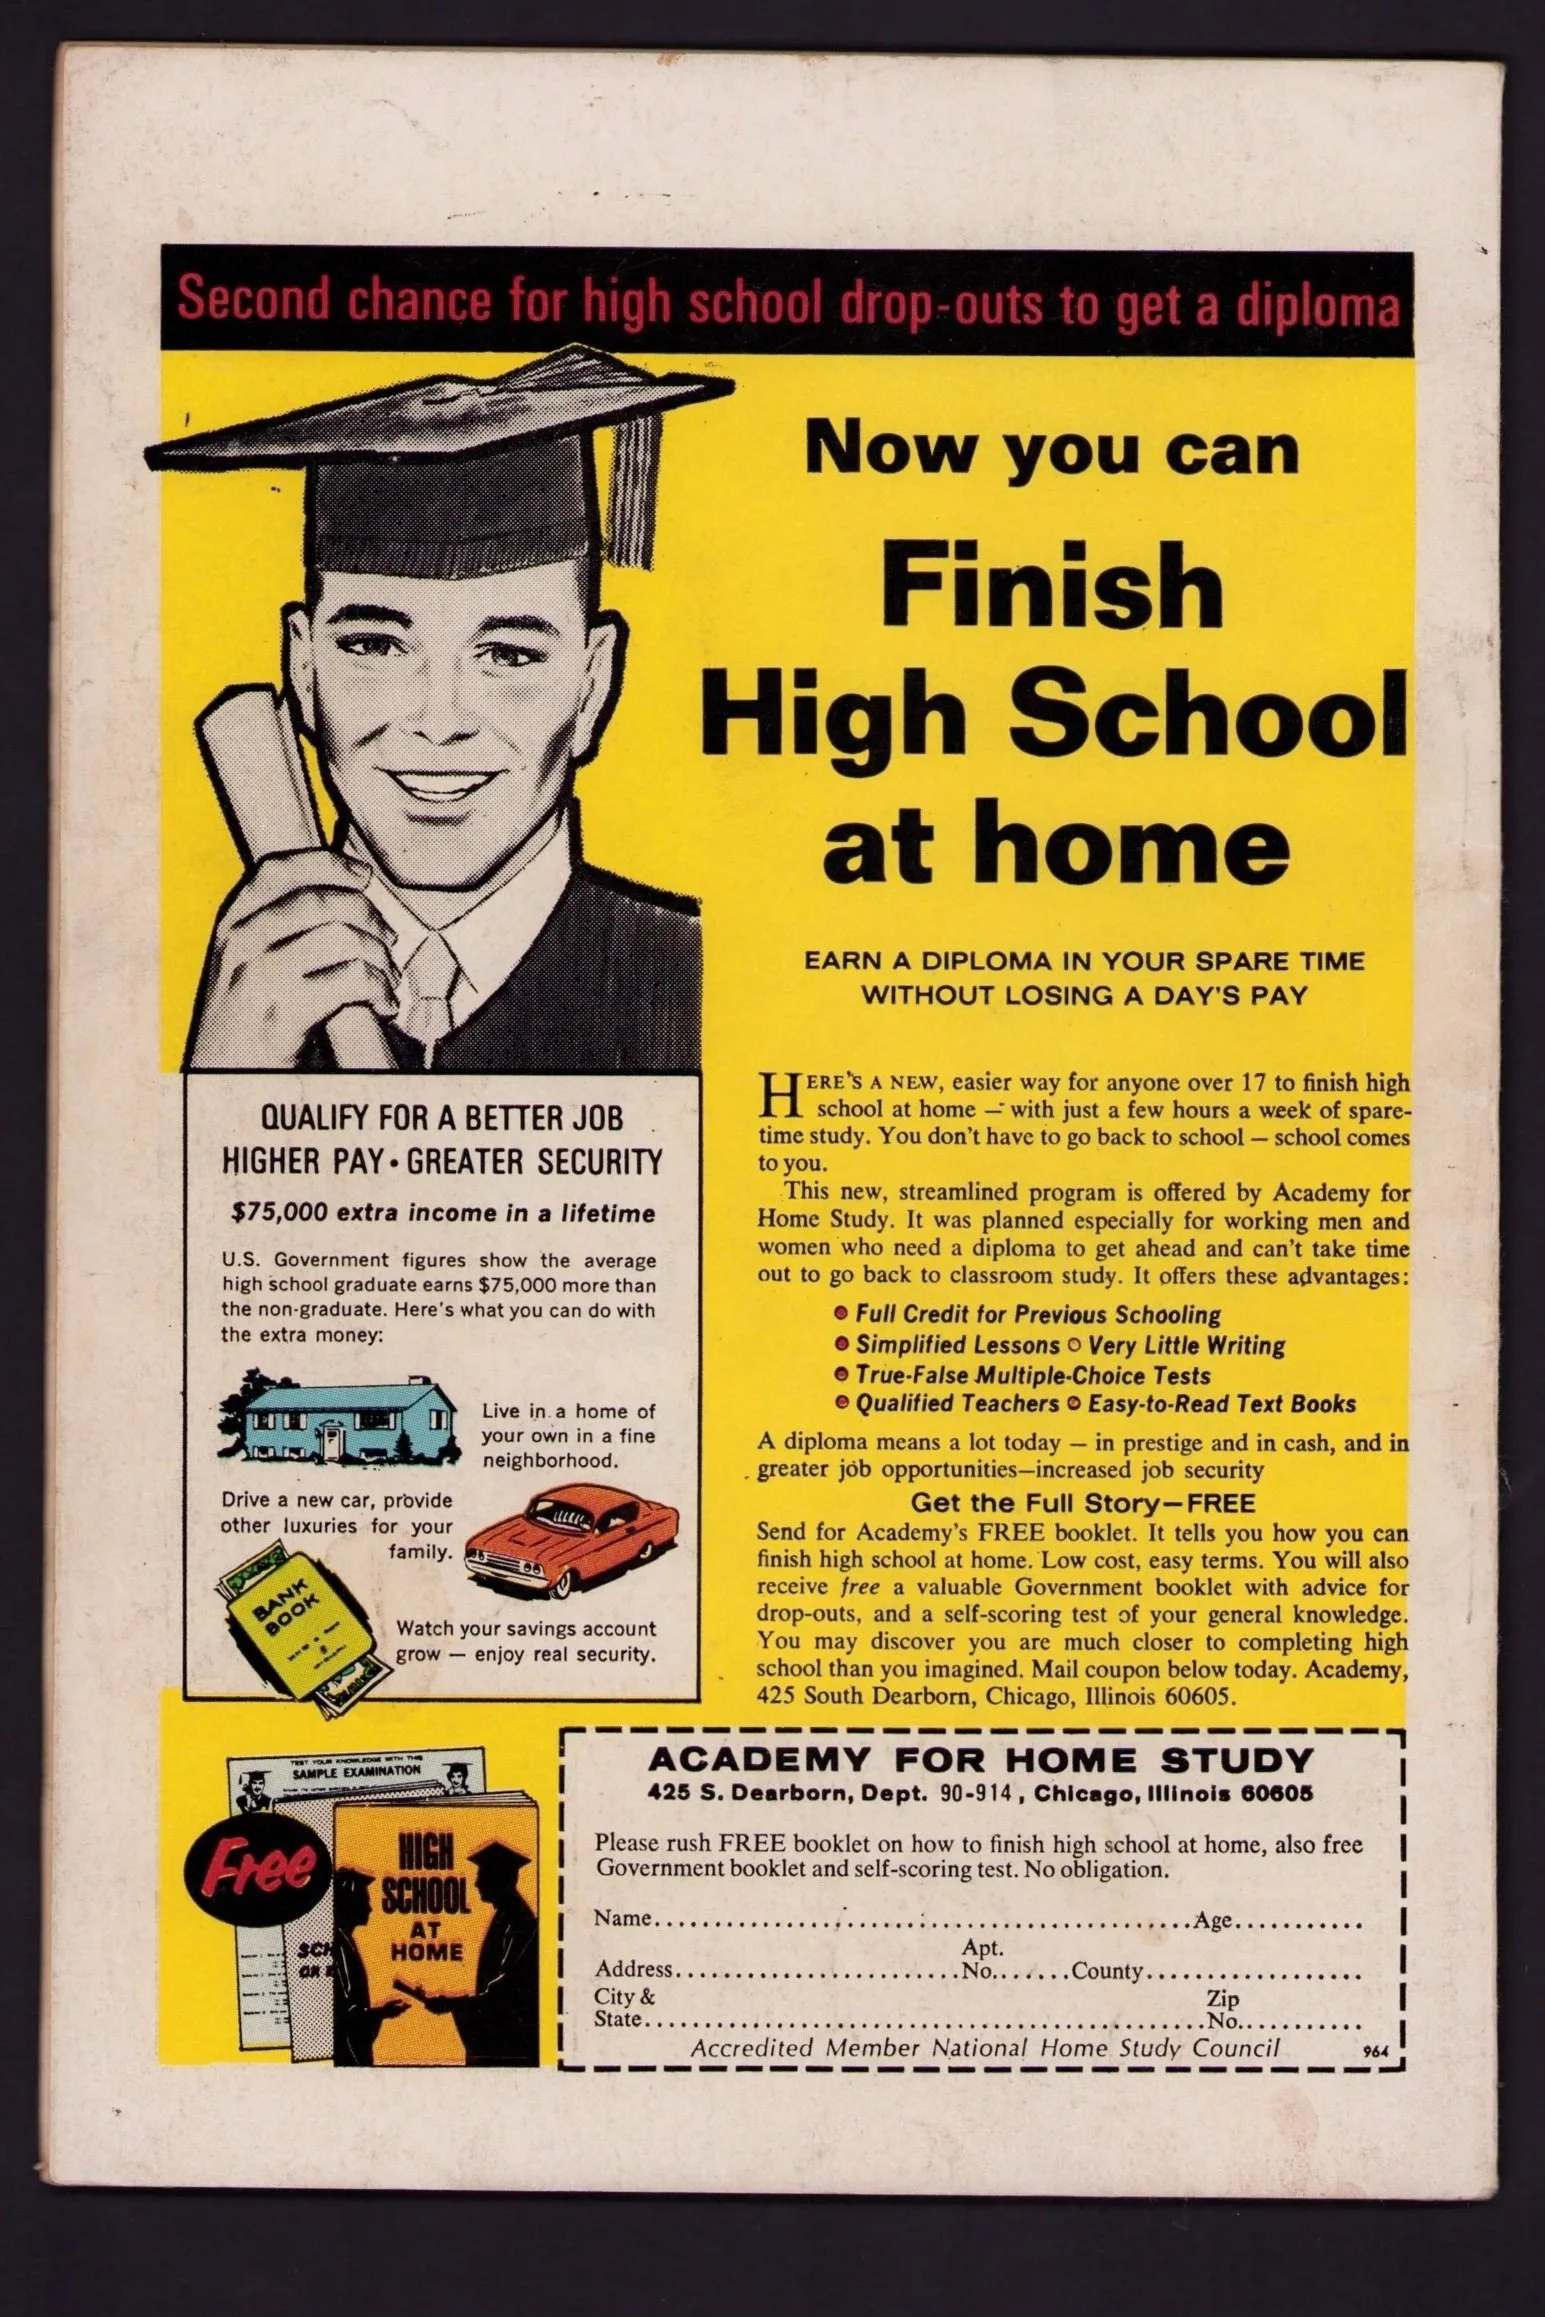 Second chance for high school drop-outs to get a diploma
Now you can
Finish
High School
at home
EARN A DIPLOMA IN YOUR SPARE TIME
WITHOUT LOSING A DAY'S PAY
QUALIFY FOR A BETTER JOB
HIGHER PAY • GREATER SECURITY
$75,000 extra income in a lifetime
U.S. Government figures show the average
high school graduate earns $75,000 more than
the non-graduate. Here's what you can do with
the extra money:
Live in a home of
your own in a fine
neighborhood.
Drive a new car, provide
other luxuries for your
family.
BANK
BOOK
Watch your savings account
grow — enjoy real security.
HERE'S A NEW, easier way for anyone over 17 to finish high
school at home — with just a few hours a week of spare-
time study. You don't have to go back to school — school comes
to you.
This new, streamlined program is offered by Academy for
Home Study. It was planned especially for working men and
women who need a diploma to get ahead and can't take time
out to go back to classroom study. It offers these advantages:
• Full Credit for Previous Schooling
• Simplified Lessons • Very Little Writing
• True-False Multiple-Choice Tests
• Qualified Teachers • Easy-to-Read Text Books
A diploma means a lot today — in prestige and in cash, and in
greater job opportunities—increased job security
Get the Full Story—FREE
Send for Academy's FREE booklet. It tells you how you can
finish high school at home. Low cost, easy terms. You will also
receive free a valuable Government booklet with advice for
drop-outs, and a self-scoring test of your general knowledge.
You may discover you are much closer to completing high
school than you imagined. Mail coupon below today. Academy,
425 South Dearborn, Chicago, Illinois 60605.
TEST YOUR KNOWLEDGE WITH THIS
SAMPLE EXAMINATION
Free
HIGH
SCHOOL
AT
HOME
SCH
OR
ACADEMY FOR HOME STUDY
425 S. Dearborn, Dept. 90-914, Chicago, Illinois 60605
Please rush FREE booklet on how to finish high school at home, also free
Government booklet and self-scoring test. No obligation.
Name..............................................Age...........
Apt.
Address........................No.......County..................
City & Zip
State...............................................No...........
Accredited Member National Home Study Council 964